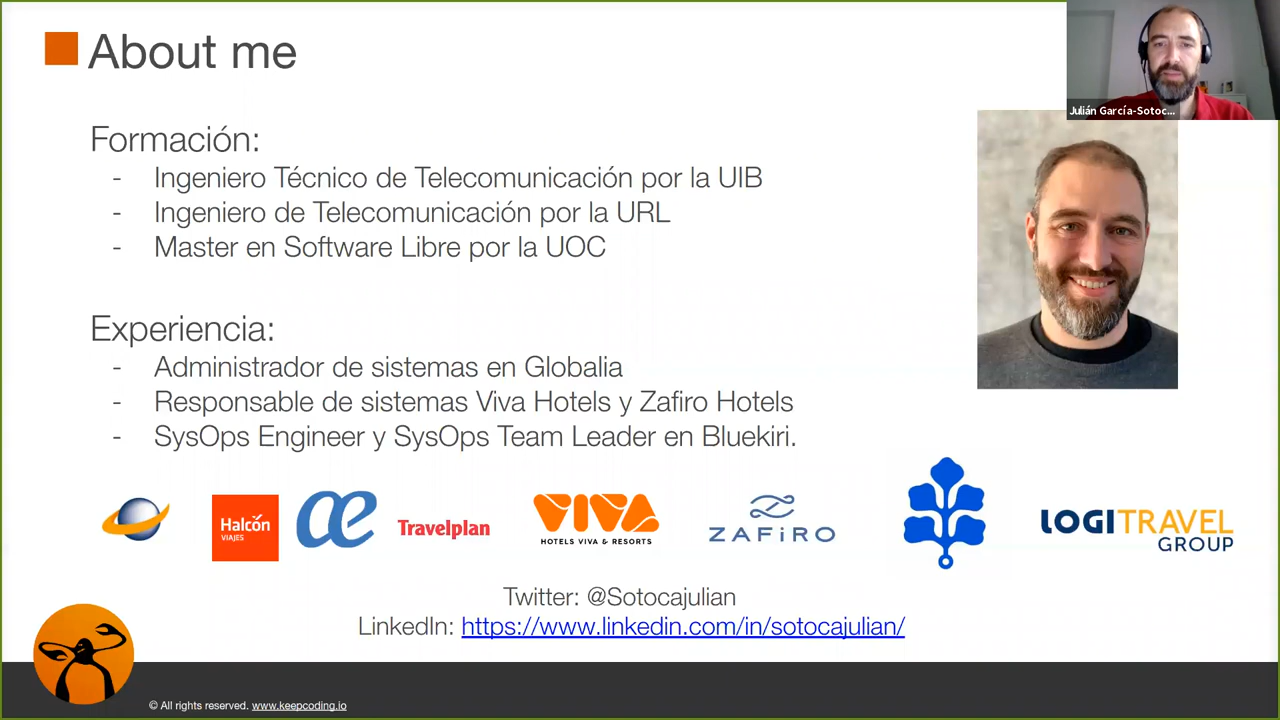 About me
Julián García-Sotoc...
Formación:
- Ingeniero Técnico de Telecomunicación por la UIB
- Ingeniero de Telecomunicación por la URL
- Master en Software Libre por la UOC
Experiencia:
- Administrador de sistemas en Globalia
- Responsable de sistemas Viva Hotels y Zafiro Hotels
- SysOps Engineer y SysOps Team Leader en Bluekiri.
Halcón
VIAJES
æ
Travelplan
VIVA
HOTELS VIVA & RESORTS
ZAFiRO
LOGITRAVEL
GROUP
Twitter: @Sotocajulian
LinkedIn: https://www.linkedin.com/in/sotocajulian/
© All rights reserved. www.keepcoding.io